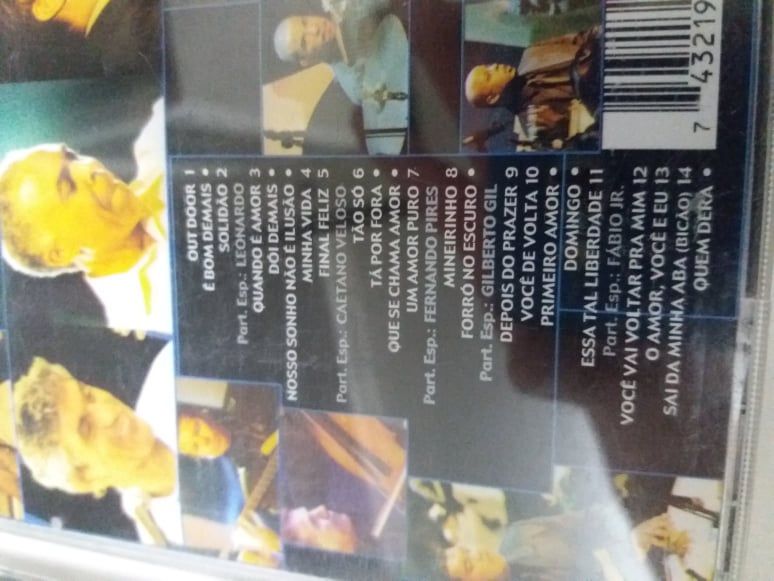 OUT DOOR 1
É BOM DEMAIS •
SOLIDÃO 2
Part. Esp.: LEONARDO
QUANDO É AMOR 3
DÓI DEMAIS •
NOSSO SONHO NÃO É ILUSÃO •
MINHA VIDA 4
FINAL FELIZ 5
Part. Esp.: CAETANO VELOSO
TÃO SÓ 6
TÁ POR FORA •
QUE SE CHAMA AMOR •
UM AMOR PURO 7
Part. Esp.: FERNANDO PIRES
MINEIRINHO 8
FORRÓ NO ESCURO •
Part. Esp.: GILBERTO GIL
DEPOIS DO PRAZER 9
VOCÊ DE VOLTA 10
PRIMEIRO AMOR •
DOMINGO •
ESSA TAL LIBERDADE 11
Part. Esp.: FÁBIO JR.
VOCÊ VAI VOLTAR PRA MIM 12
O AMOR, VOCÊ E EU 13
SAI DA MINHA ABA (BICÃO) 14
QUEM DERA •
7 43219